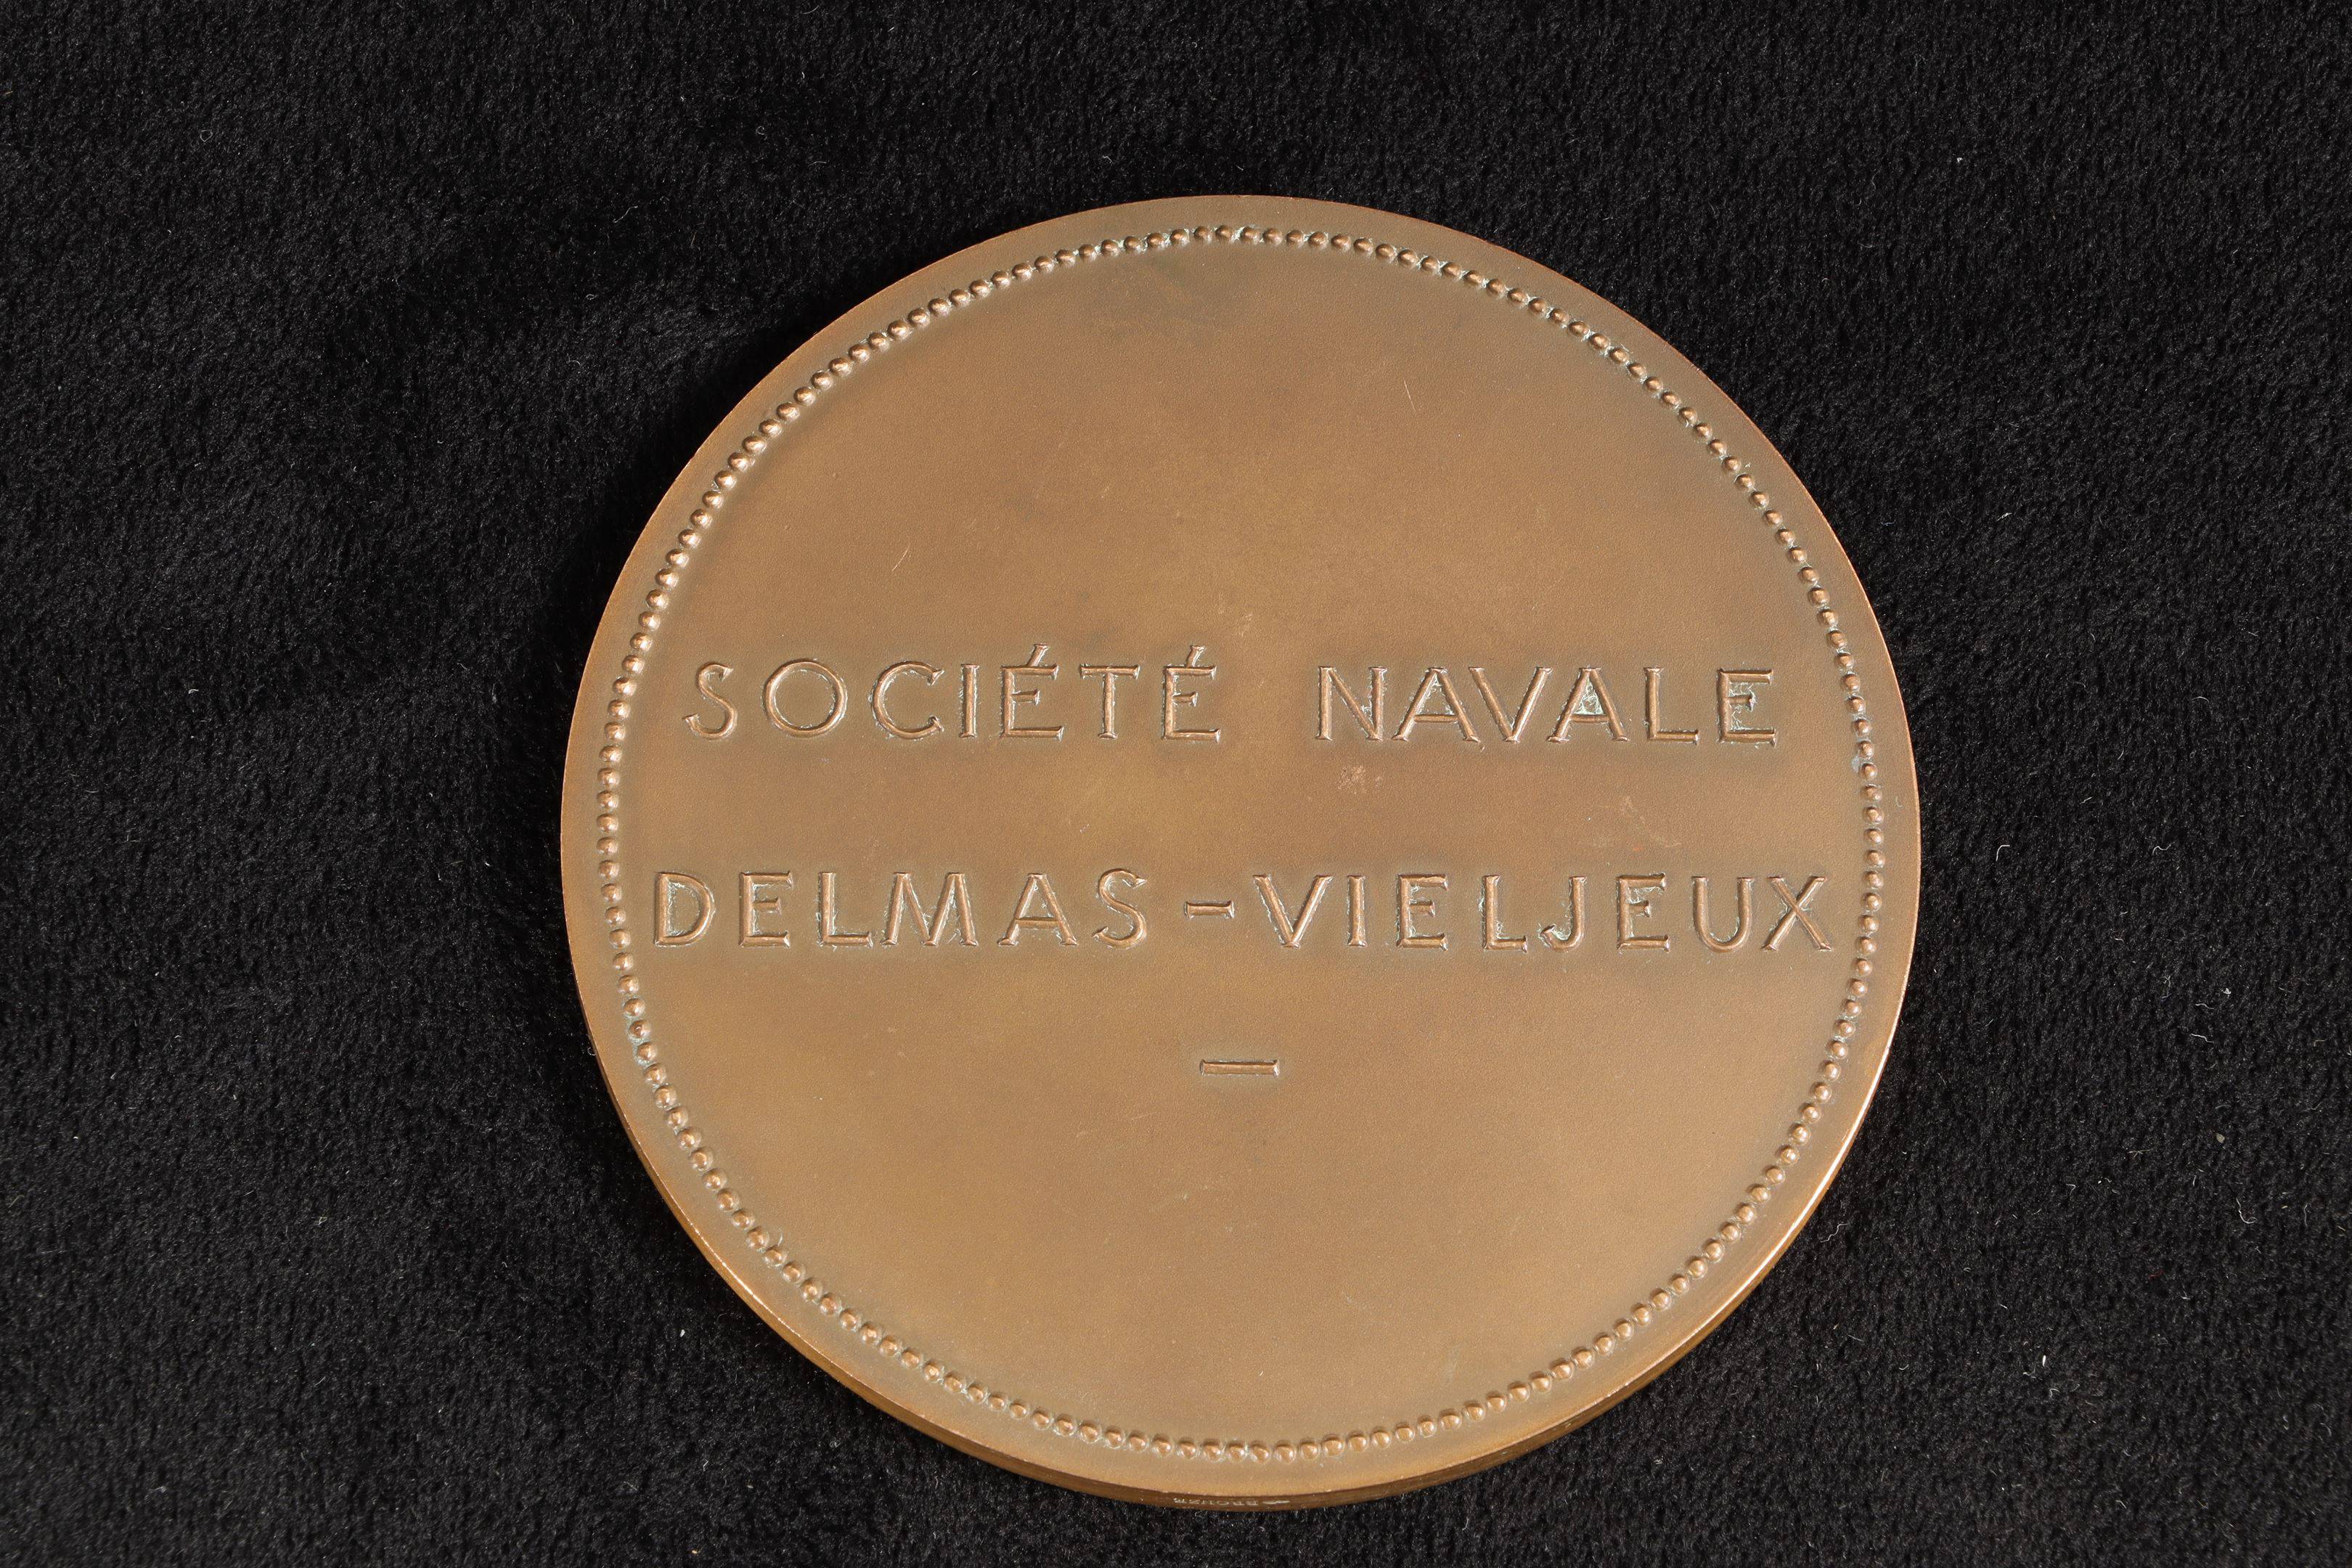 SOCIÉTÉ NAVALE
DELMAS-VIELJEUX
—